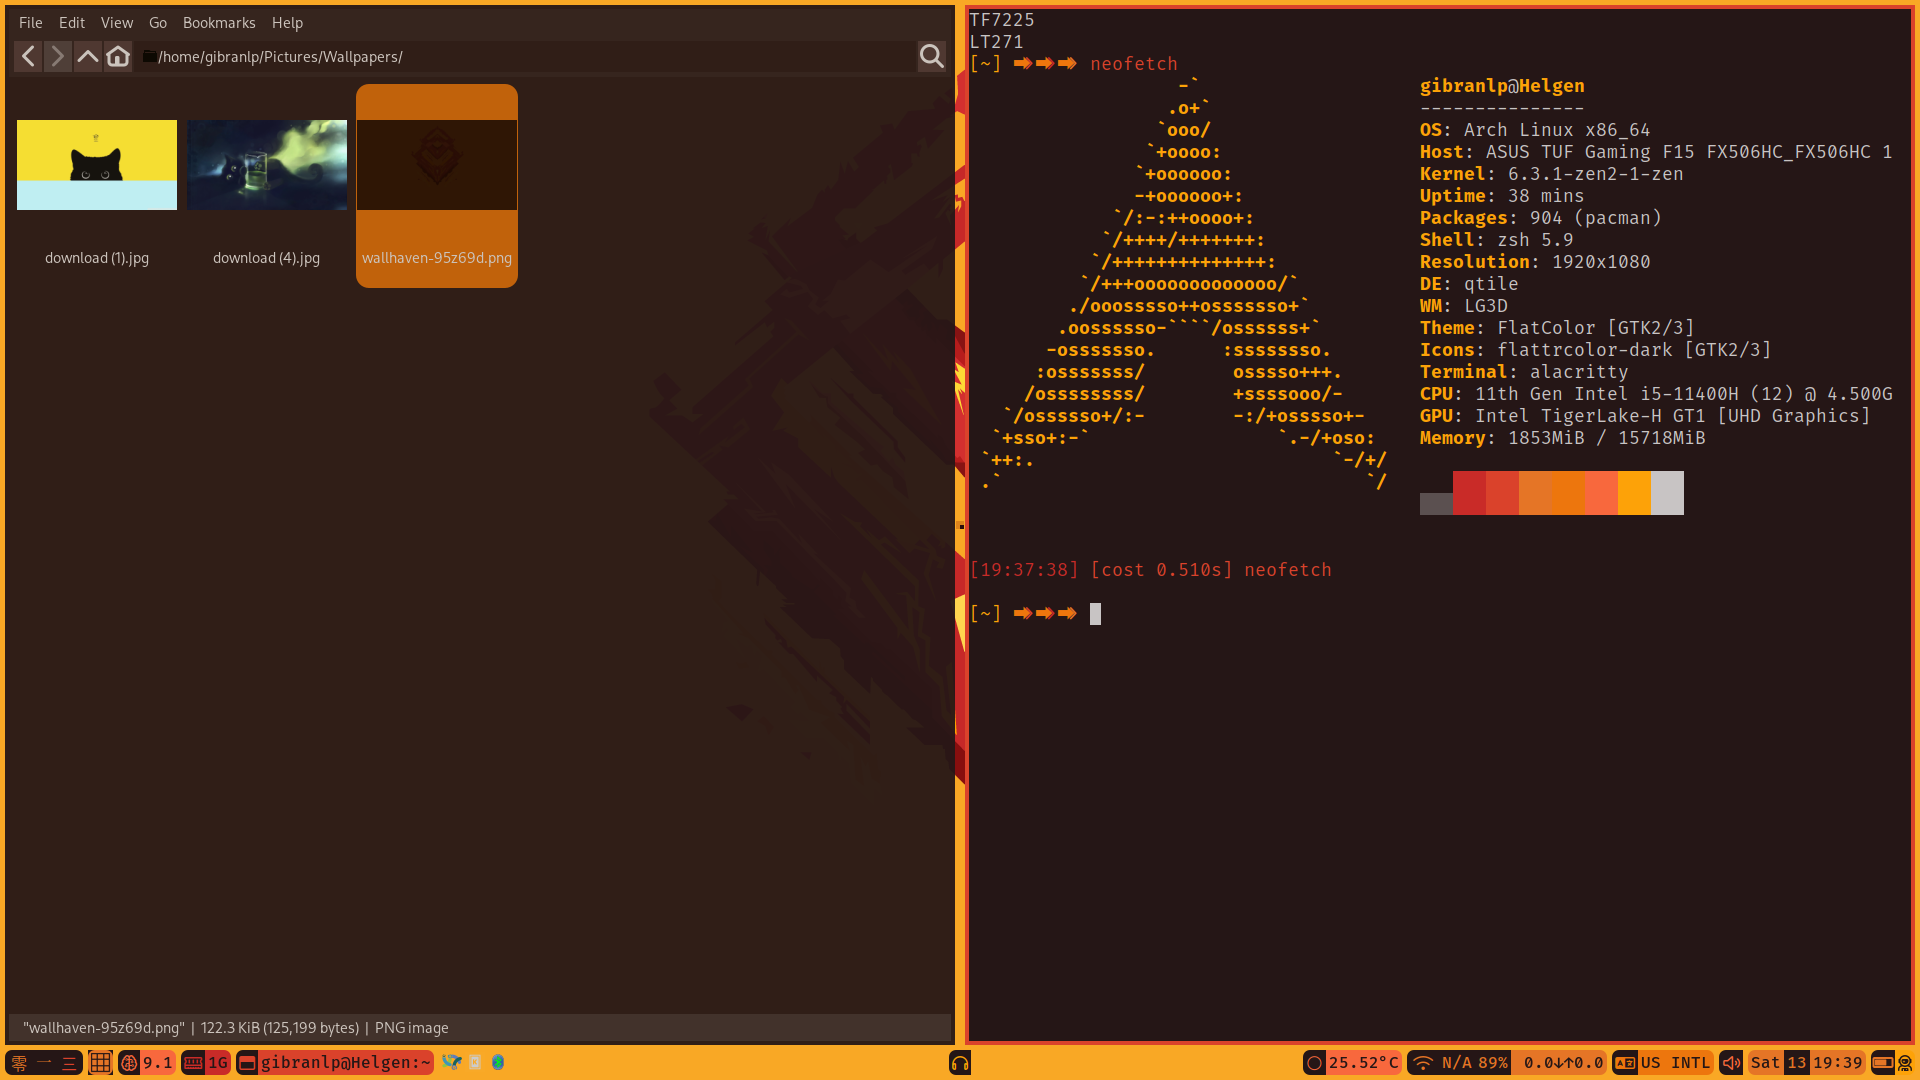 File Edit View Go Bookmarks Help
/home/gibranlp/Pictures/Wallpapers/
download (1).jpg
download (4).jpg
wallhaven-95z69d.png
"wallhaven-95z69d.png" | 122.3 KiB (125,199 bytes) | PNG image
TF7225
LT271
[~] neofetch
-`
.o+`
`ooo/
`+oooo:
`+oooooo:
-+oooooo+:
`/:-:++oooo+:
`/++++/+++++++:
`/++++++++++++++:
`/+++ooooooooooooo/`
./ooosssso++osssssso+`
.oossssso-````/ossssss+`
-osssssso.      :ssssssso.
:osssssss/        osssso+++.
/ossssssss/        +ssssooo/-
`/ossssso+/:-        -:/+osssso+-
`+sso+:-`                 `.-/+oso:
`++:.                           `-/+/
.`                                 `/
gibranlp@Helgen
---------------
OS: Arch Linux x86_64
Host: ASUS TUF Gaming F15 FX506HC_FX506HC 1
Kernel: 6.3.1-zen2-1-zen
Uptime: 38 mins
Packages: 904 (pacman)
Shell: zsh 5.9
Resolution: 1920x1080
DE: qtile
WM: LG3D
Theme: FlatColor [GTK2/3]
Icons: flattrcolor-dark [GTK2/3]
Terminal: alacritty
CPU: 11th Gen Intel i5-11400H (12) @ 4.500G
GPU: Intel TigerLake-H GT1 [UHD Graphics]
Memory: 1853MiB / 15718MiB
[19:37:38] [cost 0.510s] neofetch
[~]
零 一 三 9.1 1G gibranlp@Helgen:~ 25.52°C N/A 89% 0.0↓↑0.0 US INTL Sat 13 19:39